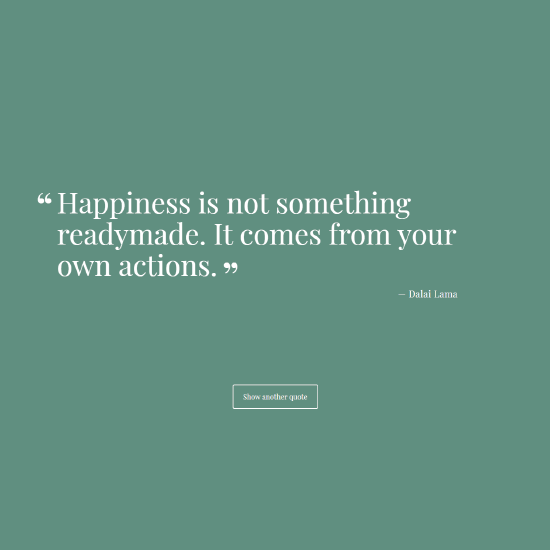 ❝ Happiness is not something
readymade. It comes from your
own actions. ❞
— Dalai Lama
Show another quote